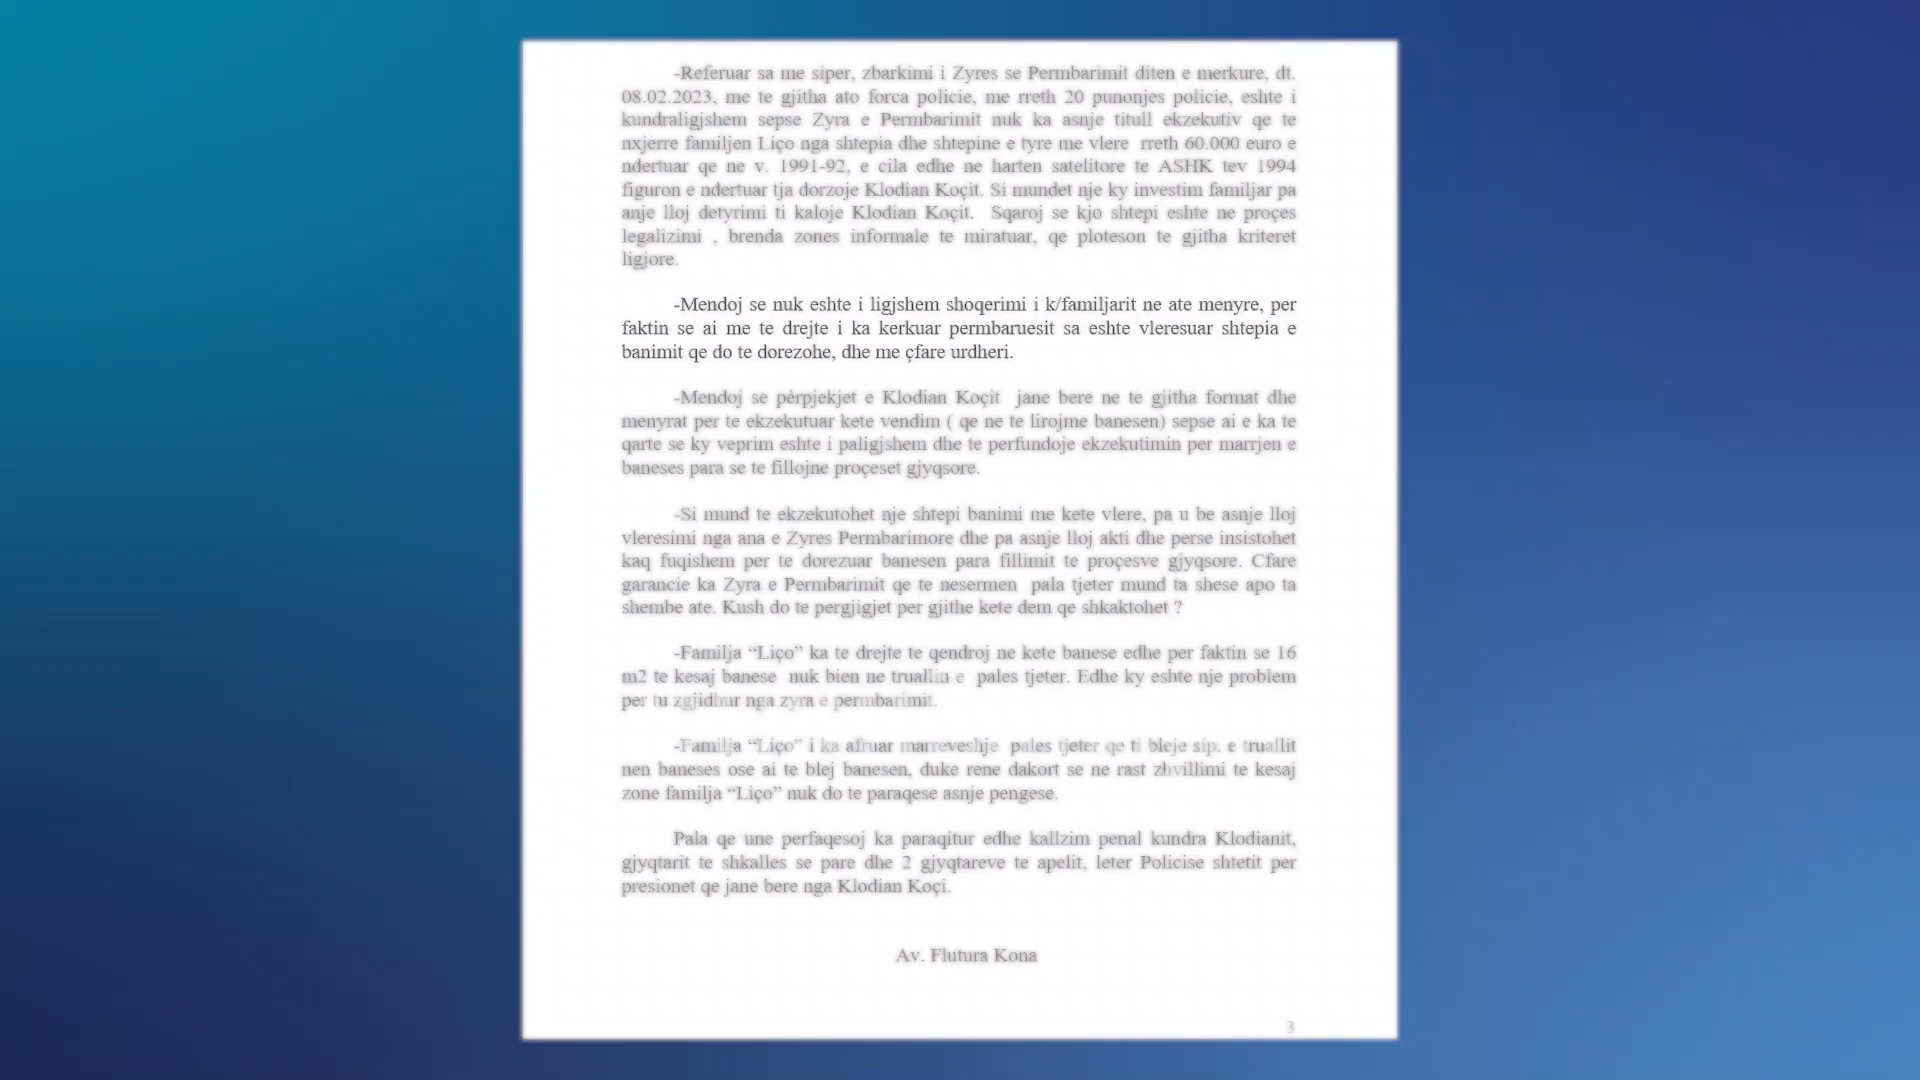 -Referuar sa me siper, zbarkimi i Zyres se Permbarimit diten e merkure, dt.
08.02.2023, me te gjitha ato forca policie, me rreth 20 punonjes policie, eshte i
kundraligjshem sepse Zyra e Permbarimit nuk ka asnje titull ekzekutiv qe te
nxjerre familjen Liço nga shtepia dhe shtepine e tyre me vlere rreth 60.000 euro e
ndertuar qe ne v. 1991-92, e cila edhe ne harten satelitore te ASHK tev 1994
figuron e ndertuar tja dorzoje Klodian Koçit. Si mundet nje ky investim familjar pa
anje lloj detyrimi ti kaloje Klodian Koçit. Sqaroj se kjo shtepi eshte ne proçes
legalizimi , brenda zones informale te miratuar, qe ploteson te gjitha kriteret
ligjore.
-Mendoj se nuk eshte i ligjshem shoqerimi i k/familjarit ne ate menyre, per
faktin se ai me te drejte i ka kerkuar permbaruesit sa eshte vleresuar shtepia e
banimit qe do te dorezohe, dhe me çfare urdheri.
-Mendoj se përpjekjet e Klodian Koçit jane bere ne te gjitha format dhe
menyrat per te ekzekutuar kete vendim ( qe ne te lirojme banesen) sepse ai e ka te
qarte se ky veprim eshte i paligjshem dhe te perfundoje ekzekutimin per marrjen e
baneses para se te fillojne proçeset gjyqsore.
-Si mund te ekzekutohet nje shtepi banimi me kete vlere, pa u be asnje lloj
vleresimi nga ana e Zyres Permbarimore dhe pa asnje lloj akti dhe perse insistohet
kaq fuqishem per te dorezuar banesen para fillimit te proçesve gjyqsore. Cfare
garancie ka Zyra e Permbarimit qe te nesermen pala tjeter mund ta shese apo ta
shembe ate. Kush do te pergjigjet per gjithe kete dem qe shkaktohet ?
-Familja “Liço” ka te drejte te qendroj ne kete banese edhe per faktin se 16
m2 te kesaj banese nuk bien ne truallin e pales tjeter. Edhe ky eshte nje problem
per tu zgjidhur nga zyra e permbarimit.
-Familja “Liço” i ka afruar marreveshje pales tjeter qe ti bleje sip. e truallit
nen baneses ose ai te blej banesen, duke rene dakort se ne rast zhvillimi te kesaj
zone familja “Liço” nuk do te paraqese asnje pengese.
Pala qe une perfaqesoj ka paraqitur edhe kallzim penal kundra Klodianit,
gjyqtarit te shkalles se pare dhe 2 gjyqtareve te apelit, leter Policise shtetit per
presionet qe jane bere nga Klodian Koçi.
Av. Flutura Kona
3